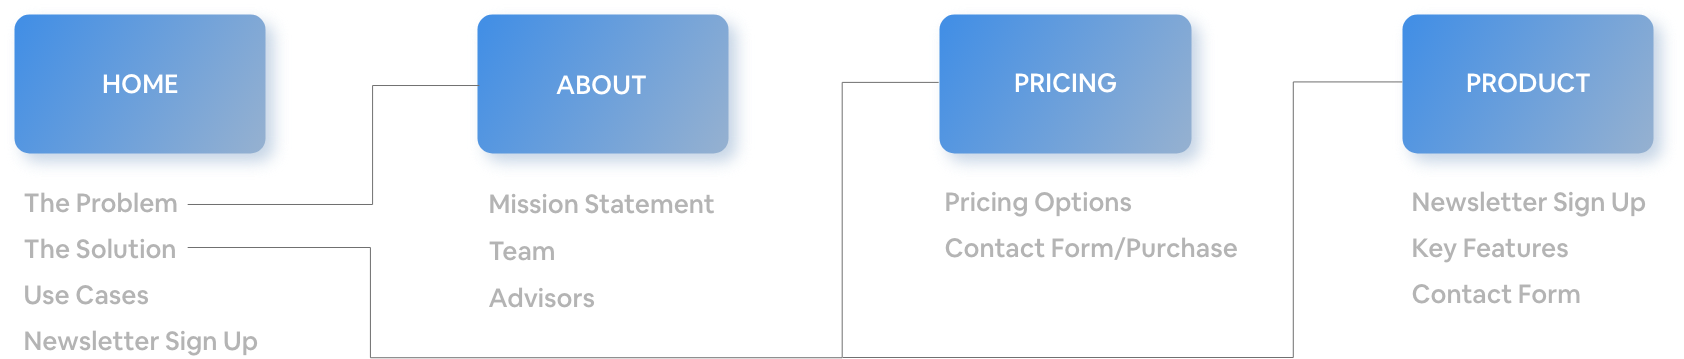 HOME
The Problem
The Solution
Use Cases
Newsletter Sign Up
ABOUT
Mission Statement
Team
Advisors
PRICING
Pricing Options
Contact Form/Purchase
PRODUCT
Newsletter Sign Up
Key Features
Contact Form